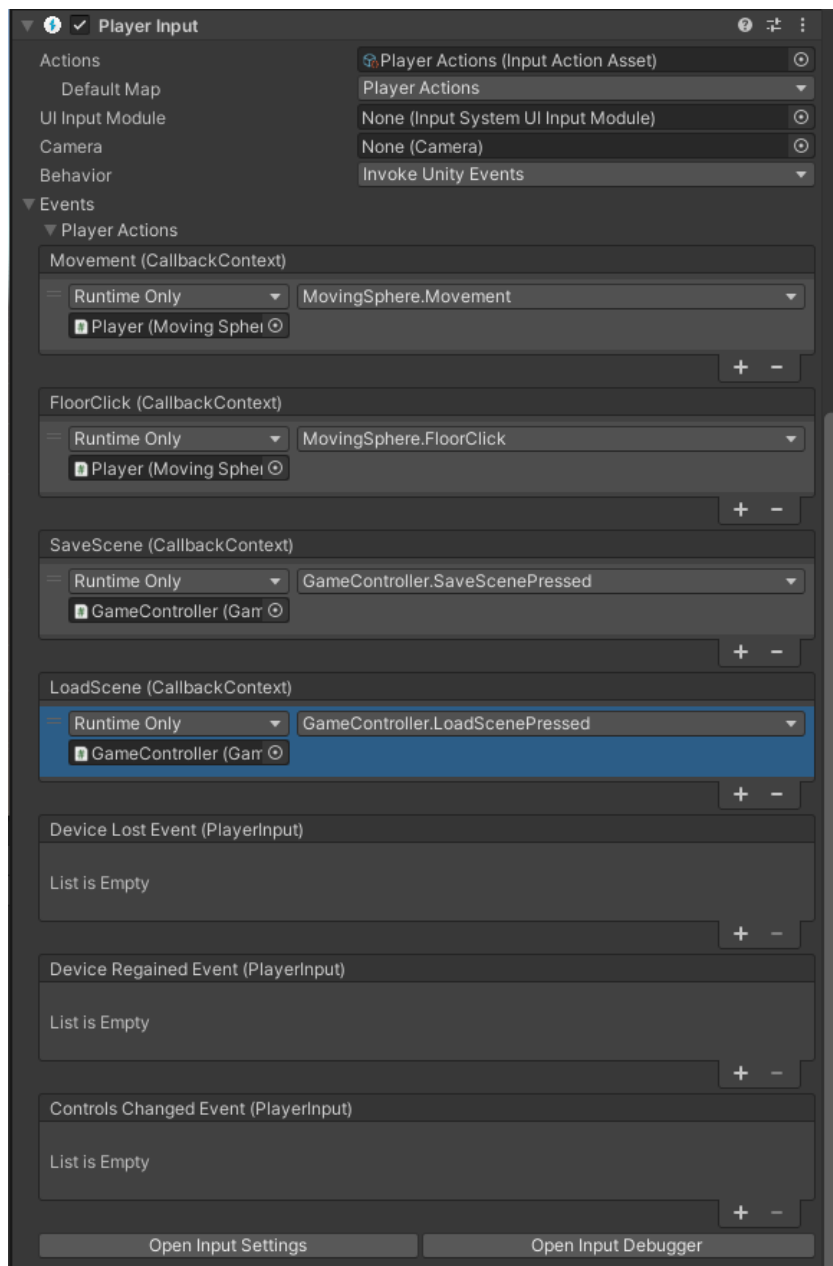 Player Input
Actions Player Actions (Input Action Asset)
Default Map Player Actions
UI Input Module None (Input System UI Input Module)
Camera None (Camera)
Behavior Invoke Unity Events
Events
Player Actions
Movement (CallbackContext)
Runtime Only MovingSphere.Movement
Player (Moving Spher
FloorClick (CallbackContext)
Runtime Only MovingSphere.FloorClick
Player (Moving Spher
SaveScene (CallbackContext)
Runtime Only GameController.SaveScenePressed
GameController (Gam
LoadScene (CallbackContext)
Runtime Only GameController.LoadScenePressed
GameController (Gam
Device Lost Event (PlayerInput)
List is Empty
Device Regained Event (PlayerInput)
List is Empty
Controls Changed Event (PlayerInput)
List is Empty
Open Input Settings Open Input Debugger